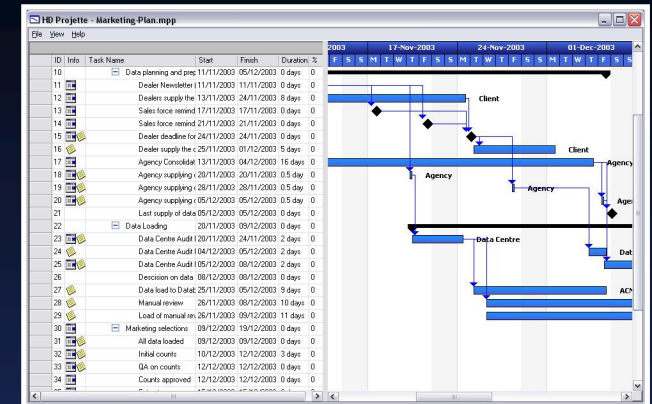 HD Projette - Marketing-Plan.mpp
File View Help
2003 17-Nov-2003 24-Nov-2003 01-Dec-2003
F S S M T W T F S S M T W T F S S M T W T F S S
ID Info Task Name Start Finish Duration %
10 Data planning and prep 11/11/2003 05/12/2003 0 days 0
11 Dealer Newsletter ( 11/11/2003 11/11/2003 0 days 0
12 Dealers supply the 13/11/2003 24/11/2003 8 days 0 Client
13 Sales force remind 17/11/2003 17/11/2003 0 days 0
14 Sales force remind 21/11/2003 21/11/2003 0 days 0
15 Dealer deadline for 24/11/2003 24/11/2003 0 days 0
16 Dealer supply the c 25/11/2003 01/12/2003 5 days 0 Client
17 Agency Consolidat 13/11/2003 04/12/2003 16 days 0 Agency
18 Agency supplying c 20/11/2003 20/11/2003 0.5 day 0 Agency
19 Agency supplying c 28/11/2003 28/11/2003 0.5 day 0 Agency
20 Agency supplying c 05/12/2003 05/12/2003 0.5 day 0 Agen
21 Last supply of data 05/12/2003 05/12/2003 0 days 0
22 Data Loading 20/11/2003 09/12/2003 0 days 0
23 Data Centre Audit I 20/11/2003 24/11/2003 2 days 0 Data Centre
24 Data Centre Audit I 04/12/2003 05/12/2003 2 days 0 Dat
25 Data Centre Audit I 05/12/2003 05/12/2003 2 days 0
26 Descision on data 08/12/2003 08/12/2003 0 days 0
27 Data load to Datab 25/11/2003 05/12/2003 9 days 0 ACN
28 Manual review 26/11/2003 08/12/2003 10 days 0
29 Load of manual rev 26/11/2003 09/12/2003 11 days 0
30 Marketing selections 09/12/2003 19/12/2003 0 days 0
31 All data loaded 09/12/2003 09/12/2003 0 days 0
32 Initial counts 10/12/2003 12/12/2003 3 days 0
33 QA on counts 12/12/2003 12/12/2003 0 days 0
34 Counts approved 12/12/2003 12/12/2003 0 days 0